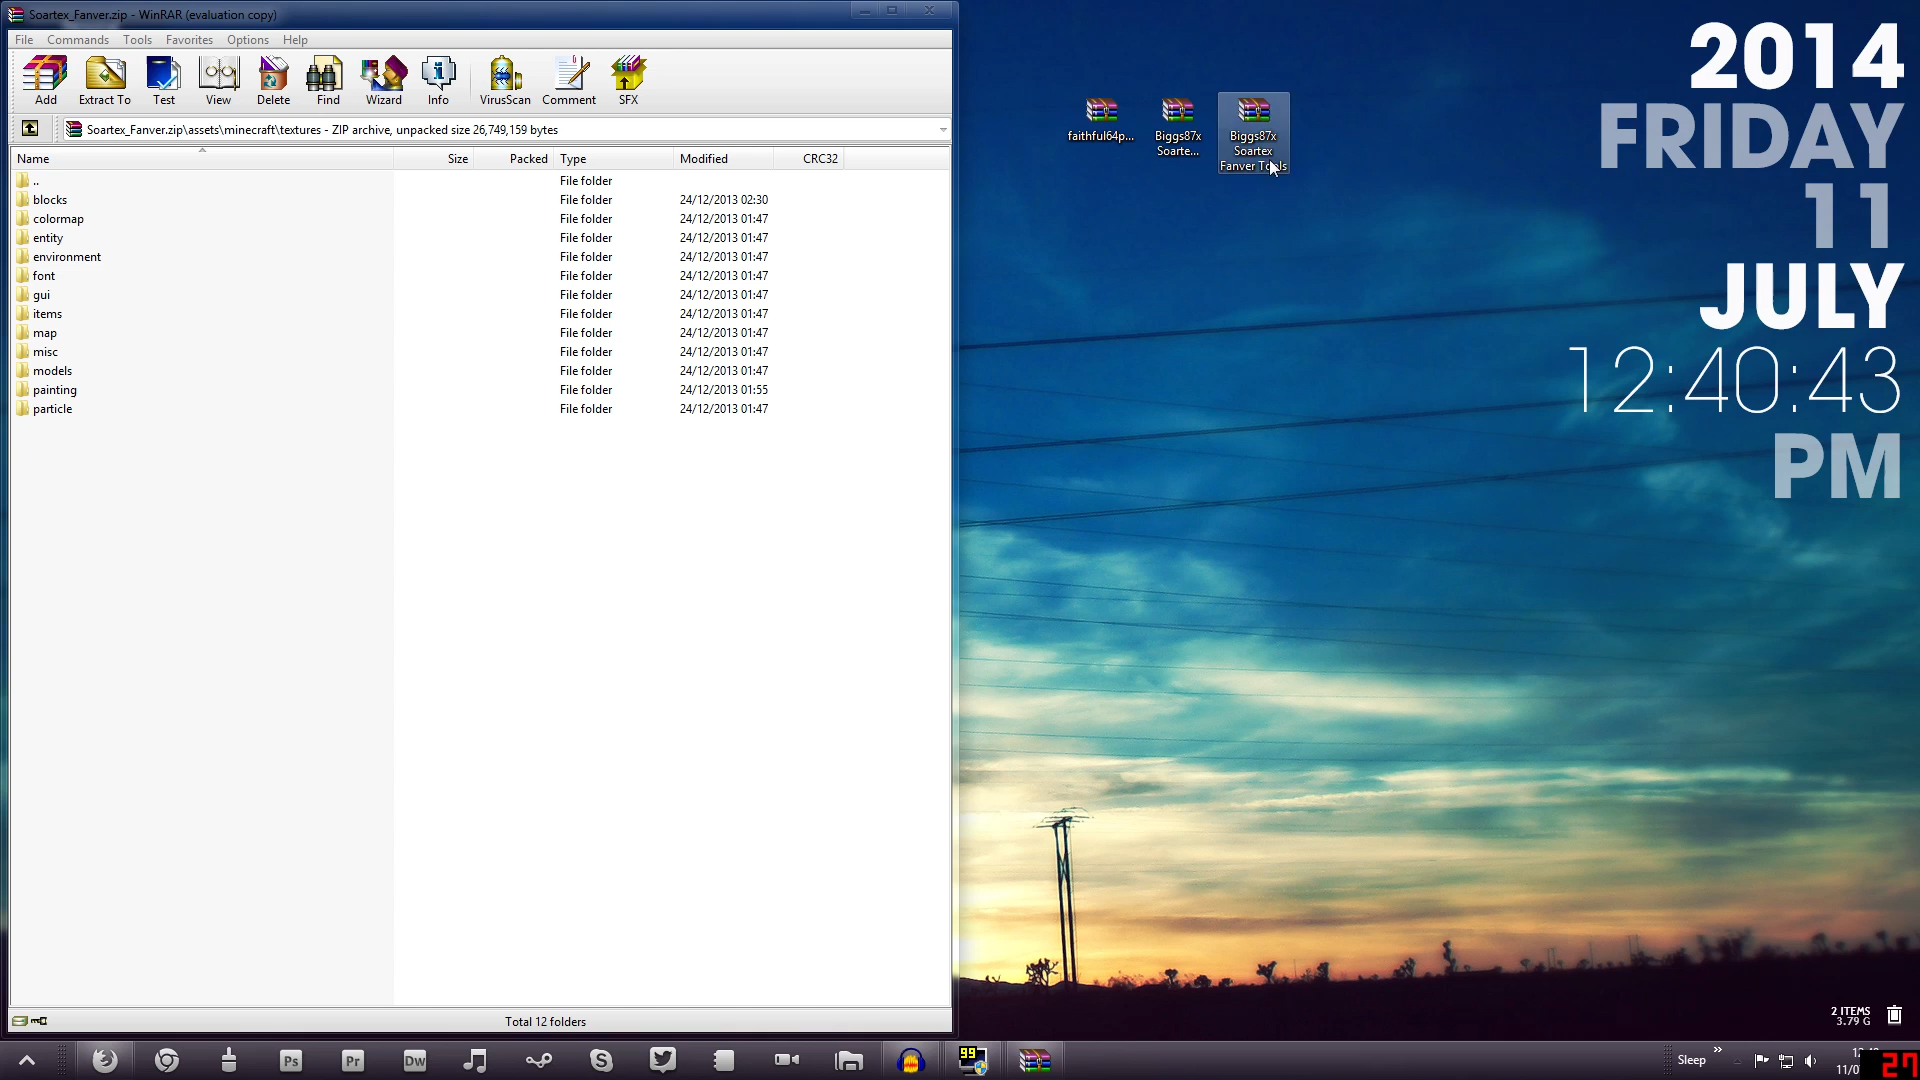 Soartex_Fanver.zip - WinRAR (evaluation copy)
File Commands Tools Favorites Options Help
Add Extract To Test View Delete Find Wizard Info VirusScan Comment SFX
Soartex_Fanver.zip\assets\minecraft\textures - ZIP archive, unpacked size 26,749,159 bytes
Name Size Packed Type Modified CRC32
.. File folder
blocks File folder 24/12/2013 02:30
colormap File folder 24/12/2013 01:47
entity File folder 24/12/2013 01:47
environment File folder 24/12/2013 01:47
font File folder 24/12/2013 01:47
gui File folder 24/12/2013 01:47
items File folder 24/12/2013 01:47
map File folder 24/12/2013 01:47
misc File folder 24/12/2013 01:47
models File folder 24/12/2013 01:47
painting File folder 24/12/2013 01:55
particle File folder 24/12/2013 01:47
Total 12 folders
faithful64p...
Biggs87x
Soarte...
Biggs87x
Soartex
Fanver Tools
2014
FRIDAY
11
JULY
12:40:43
PM
2 ITEMS
3.79 G
Ps Pr Dw 99
Sleep
11/0
27